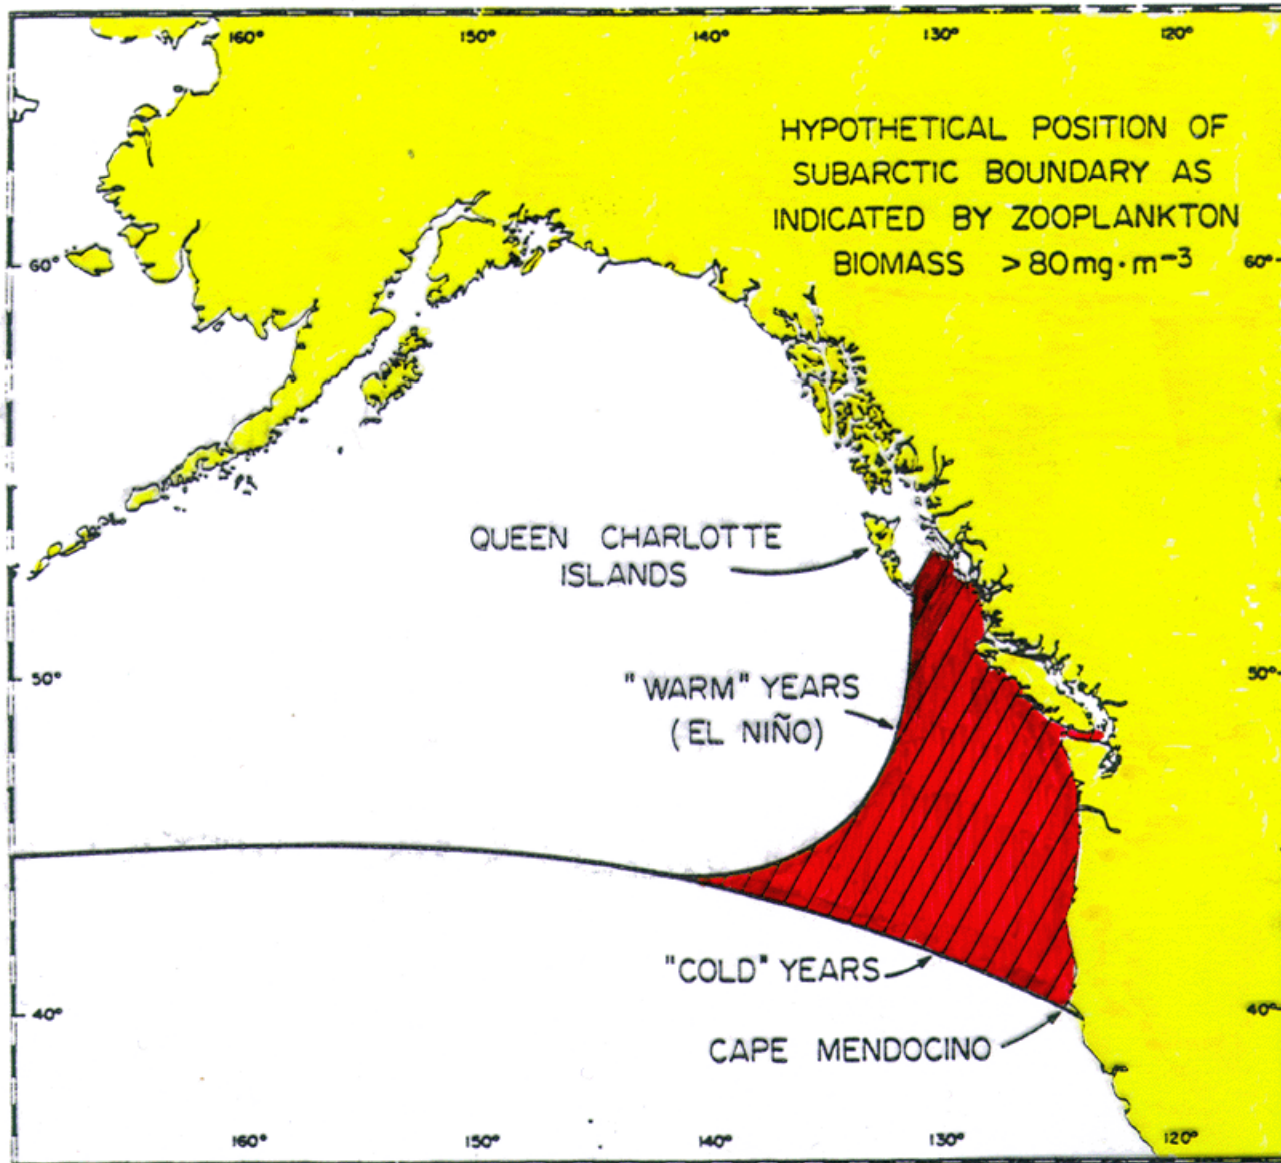 160° 150° 140° 130° 120°
HYPOTHETICAL POSITION OF
SUBARCTIC BOUNDARY AS
INDICATED BY ZOOPLANKTON
BIOMASS >80mg·m⁻³
60° 60°
QUEEN CHARLOTTE
ISLANDS
50° 50°
"WARM" YEARS
(EL NIÑO)
"COLD" YEARS
40° 40°
CAPE MENDOCINO
160° 150° 140° 130° 120°